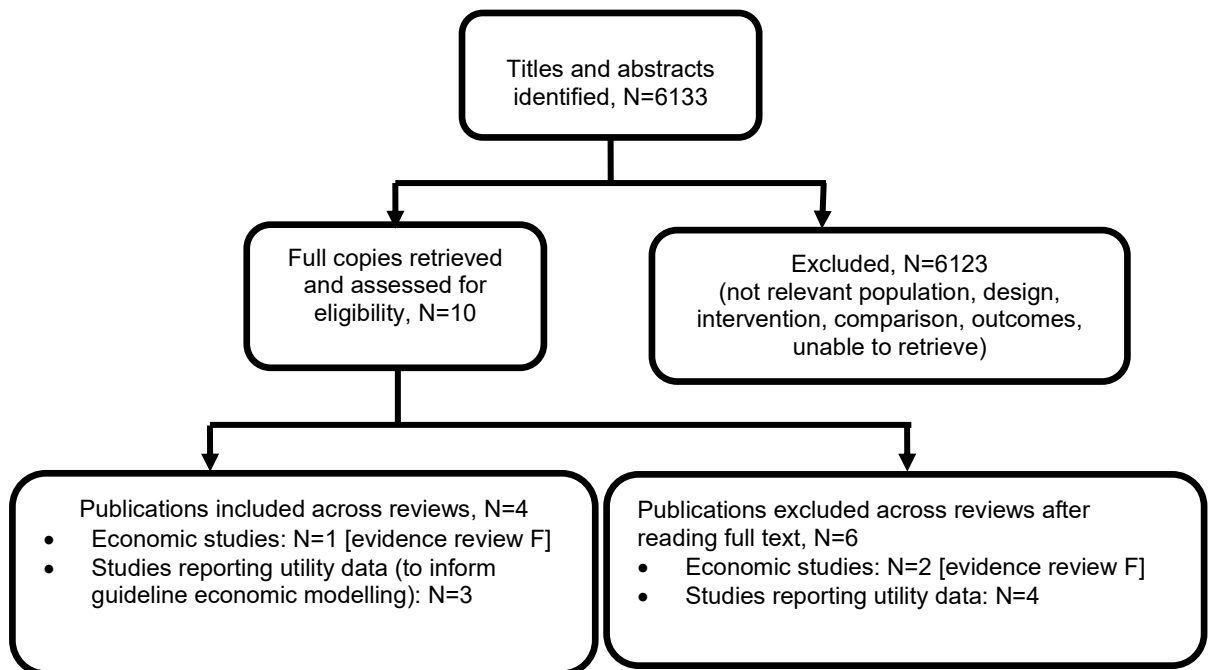 Titles and abstracts
identified, N=6133
Full copies retrieved
and assessed for
eligibility, N=10
Excluded, N=6123
(not relevant population, design,
intervention, comparison, outcomes,
unable to retrieve)
Publications included across reviews, N=4
• Economic studies: N=1 [evidence review F]
• Studies reporting utility data (to inform
guideline economic modelling): N=3
Publications excluded across reviews after
reading full text, N=6
• Economic studies: N=2 [evidence review F]
• Studies reporting utility data: N=4